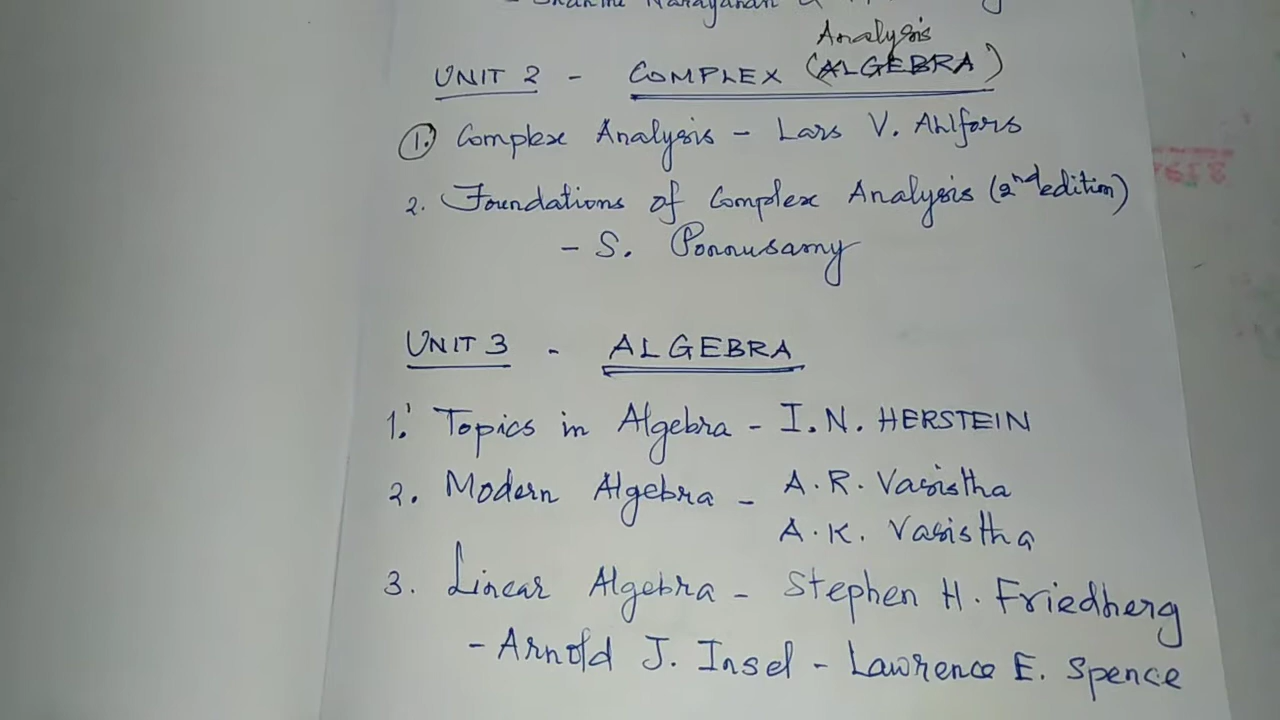 Narayanan &
Analysis
UNIT 2 - COMPLEX (ALGEBRA)
1. Complex Analysis - Lars V. Ahlfors
2. Foundations of Complex Analysis (2nd edition)
- S. Ponnusamy
UNIT 3 - ALGEBRA
1. Topics in Algebra - I.N. HERSTEIN
2. Modern Algebra - A.R. Vasistha
A.K. Vasistha
3. Linear Algebra - Stephen H. Friedberg
- Arnold J. Insel - Lawrence E. Spence